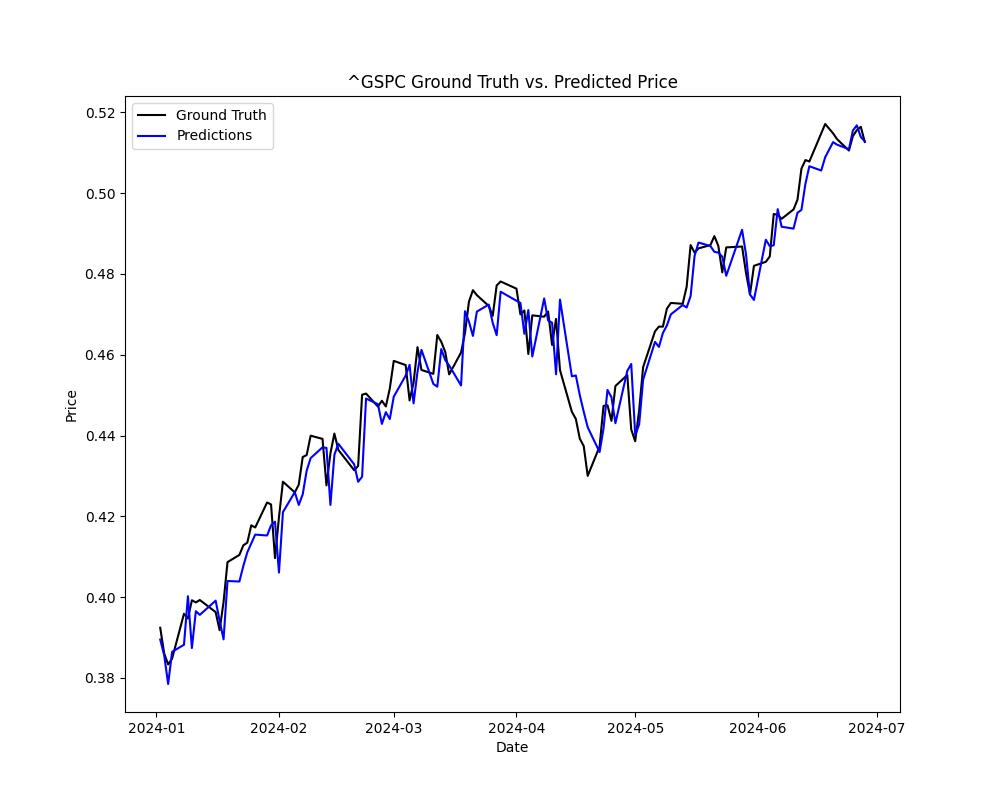 ^GSPC Ground Truth vs. Predicted Price
Ground Truth
Predictions
0.52
0.50
0.48
0.46
0.44
0.42
0.40
0.38
Price
2024-01 2024-02 2024-03 2024-04 2024-05 2024-06 2024-07
Date